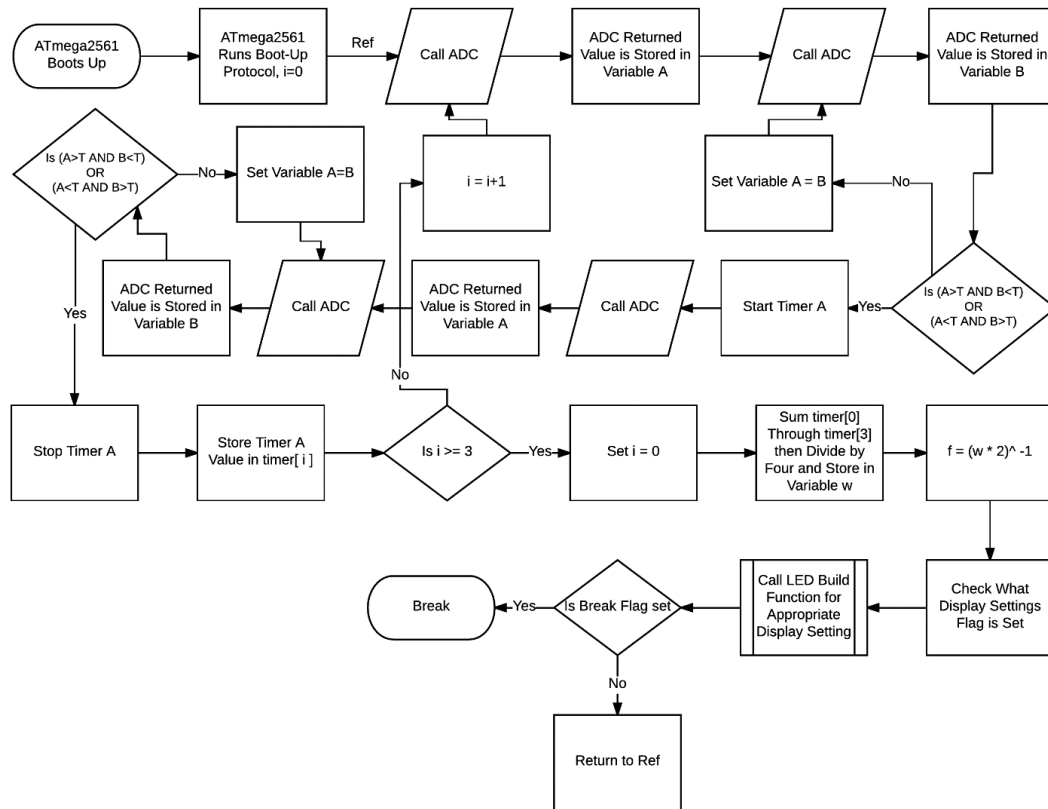 ATmega2561
Boots Up
ATmega2561
Runs Boot-Up
Protocol, i=0
Ref
Call ADC
ADC Returned
Value is Stored in
Variable A
Call ADC
ADC Returned
Value is Stored in
Variable B
Is (A>T AND B<T)
OR
(A<T AND B>T)
No
Set Variable A=B
i = i+1
Set Variable A = B
No
Yes
ADC Returned
Value is Stored in
Variable B
Call ADC
ADC Returned
Value is Stored in
Variable A
Call ADC
Start Timer A
Yes
Is (A>T AND B<T)
OR
(A<T AND B>T)
No
Stop Timer A
Store Timer A
Value in timer[ i ]
Is i >= 3
Yes
Set i = 0
Sum timer[0]
Through timer[3]
then Divide by
Four and Store in
Variable w
f = (w * 2)^ -1
Break
Yes
Is Break Flag set
Call LED Build
Function for
Appropriate
Display Setting
Check What
Display Settings
Flag is Set
No
Return to Ref